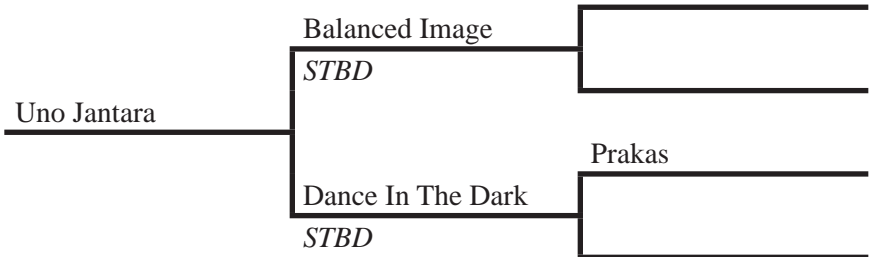 Balanced Image
STBD
Uno Jantara
Prakas
Dance In The Dark
STBD